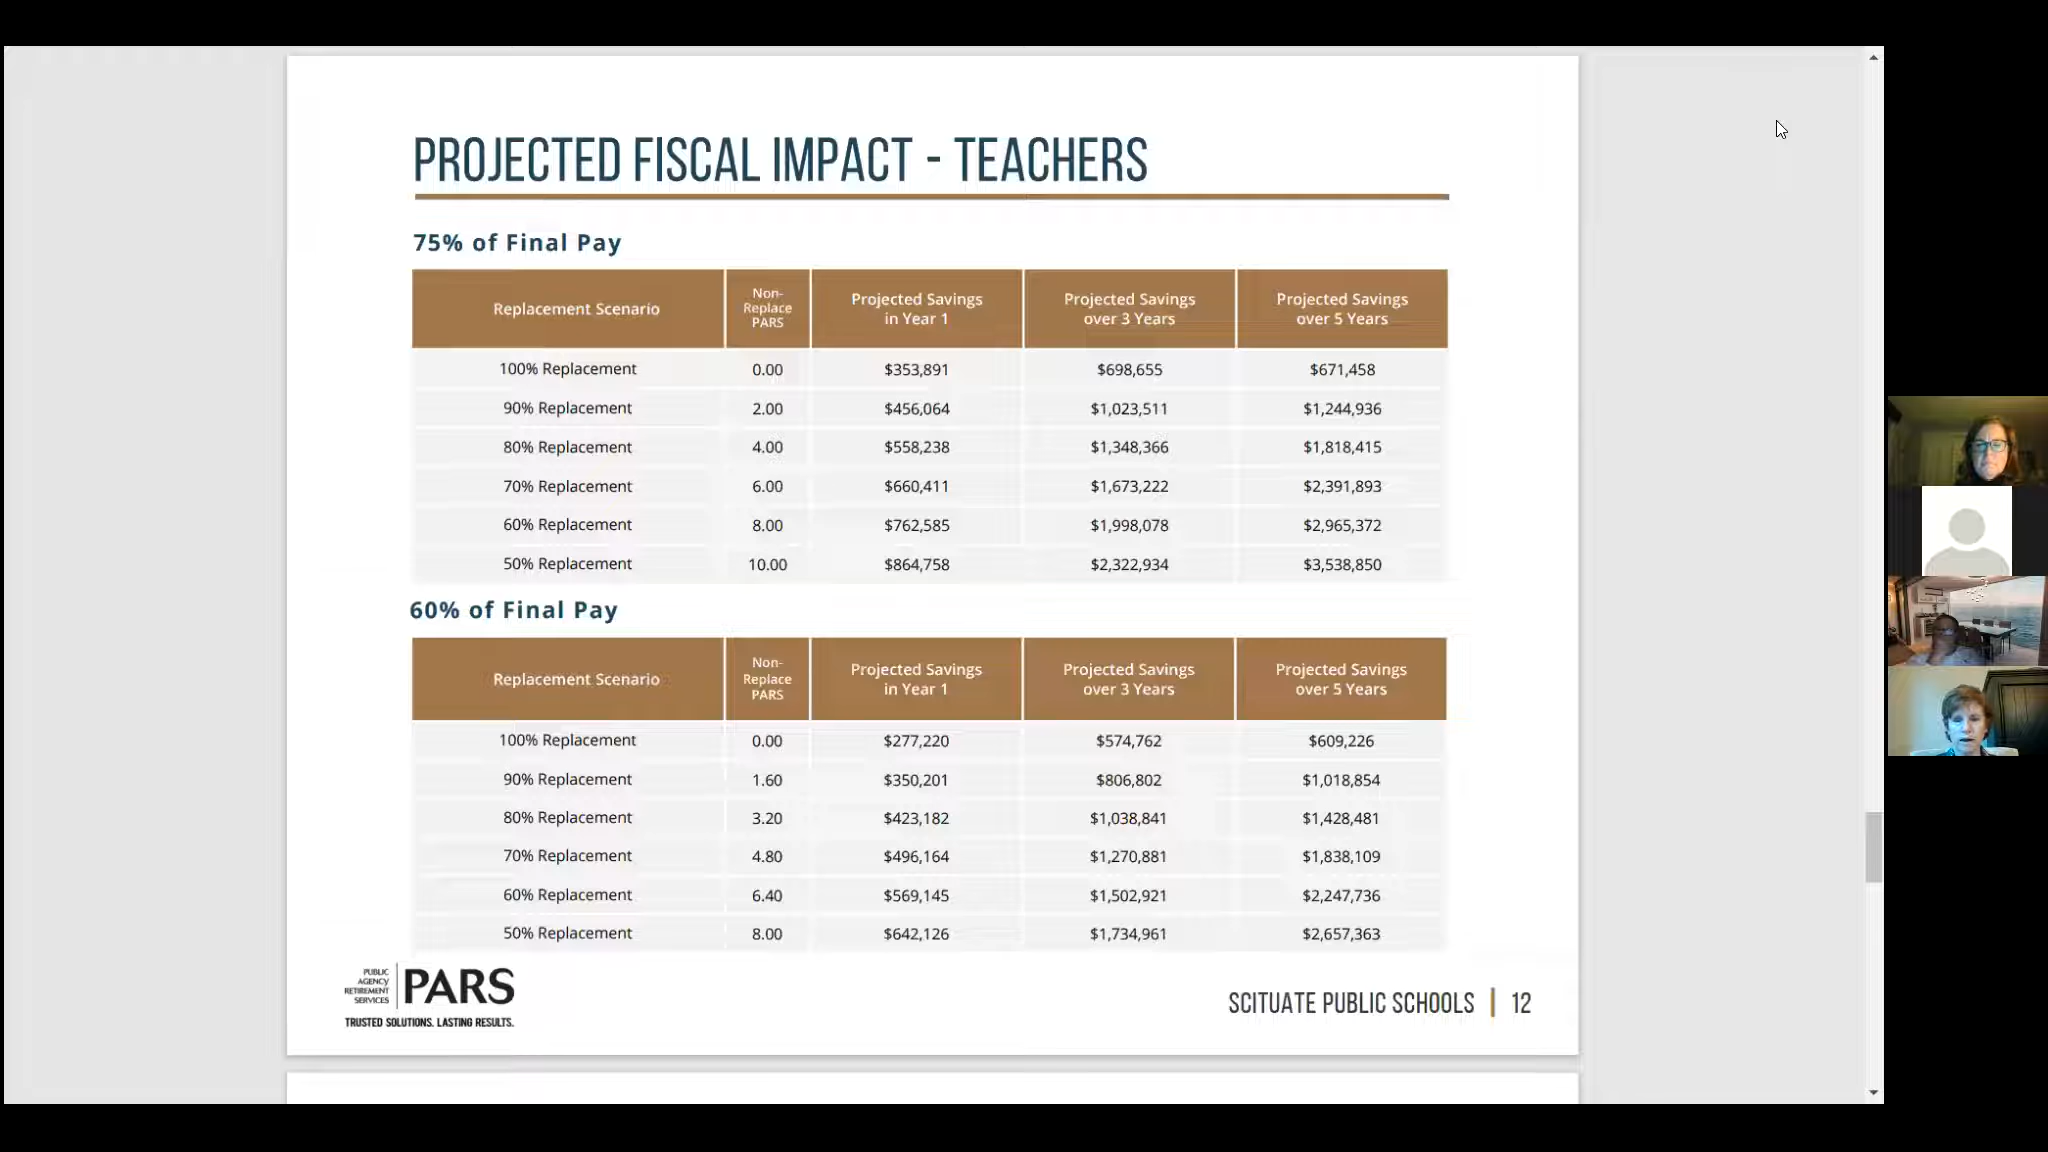 PROJECTED FISCAL IMPACT - TEACHERS
75% of Final Pay
Replacement Scenario Non-Replace PARS Projected Savings in Year 1 Projected Savings over 3 Years Projected Savings over 5 Years
100% Replacement 0.00 $353,891 $698,655 $671,458
90% Replacement 2.00 $456,064 $1,023,511 $1,244,936
80% Replacement 4.00 $558,238 $1,348,366 $1,818,415
70% Replacement 6.00 $660,411 $1,673,222 $2,391,893
60% Replacement 8.00 $762,585 $1,998,078 $2,965,372
50% Replacement 10.00 $864,758 $2,322,934 $3,538,850
60% of Final Pay
Replacement Scenario Non-Replace PARS Projected Savings in Year 1 Projected Savings over 3 Years Projected Savings over 5 Years
100% Replacement 0.00 $277,220 $574,762 $609,226
90% Replacement 1.60 $350,201 $806,802 $1,018,854
80% Replacement 3.20 $423,182 $1,038,841 $1,428,481
70% Replacement 4.80 $496,164 $1,270,881 $1,838,109
60% Replacement 6.40 $569,145 $1,502,921 $2,247,736
50% Replacement 8.00 $642,126 $1,734,961 $2,657,363
PUBLIC
AGENCY
RETIREMENT
SERVICES
PARS
TRUSTED SOLUTIONS. LASTING RESULTS.
SCITUATE PUBLIC SCHOOLS | 12